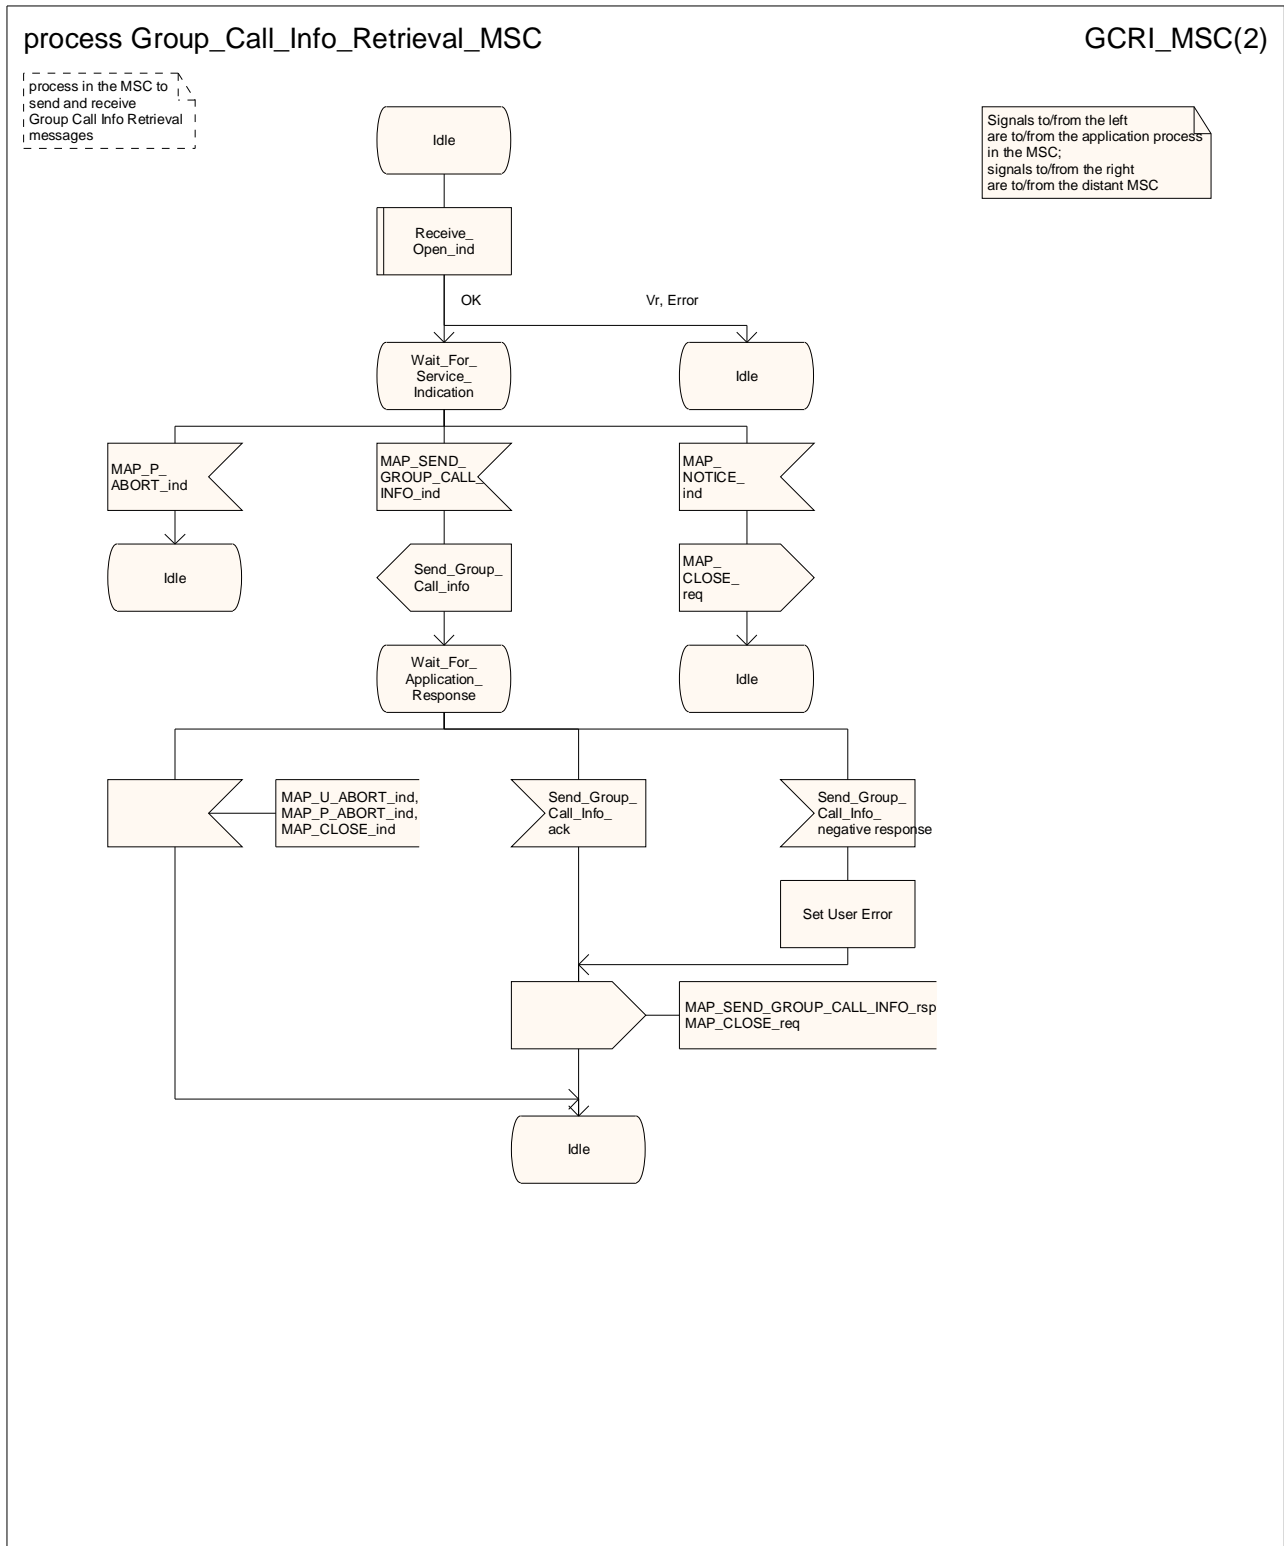 process Group_Call_Info_Retrieval_MSC
GCRI_MSC(2)
process in the MSC to
send and receive
Group Call Info Retrieval
messages
Signals to/from the left
are to/from the application process
in the MSC;
signals to/from the right
are to/from the distant MSC
Idle
Receive_
Open_ind
OK
Vr, Error
Wait_For_
Service_
Indication
Idle
MAP_P_
ABORT_ind
MAP_SEND_
GROUP_CALL_
INFO_ind
MAP_
NOTICE_
ind
Idle
Send_Group_
Call_info
MAP_
CLOSE_
req
Wait_For_
Application_
Response
Idle
MAP_U_ABORT_ind,
MAP_P_ABORT_ind,
MAP_CLOSE_ind
Send_Group_
Call_Info_
ack
Send_Group_
Call_Info_
negative response
Set User Error
MAP_SEND_GROUP_CALL_INFO_rsp
MAP_CLOSE_req
Idle